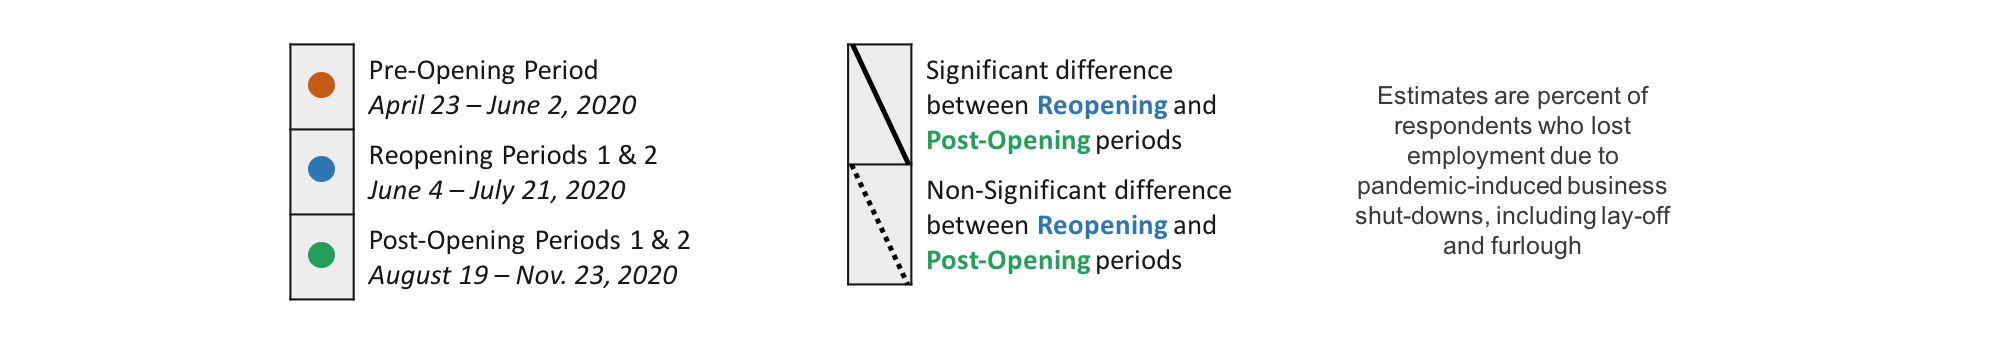 Pre-Opening Period
April 23 – June 2, 2020
Reopening Periods 1 & 2
June 4 – July 21, 2020
Post-Opening Periods 1 & 2
August 19 – Nov. 23, 2020
Significant difference
between Reopening and
Post-Opening periods
Non-Significant difference
between Reopening and
Post-Opening periods
Estimates are percent of
respondents who lost
employment due to
pandemic-induced business
shut-downs, including lay-off
and furlough